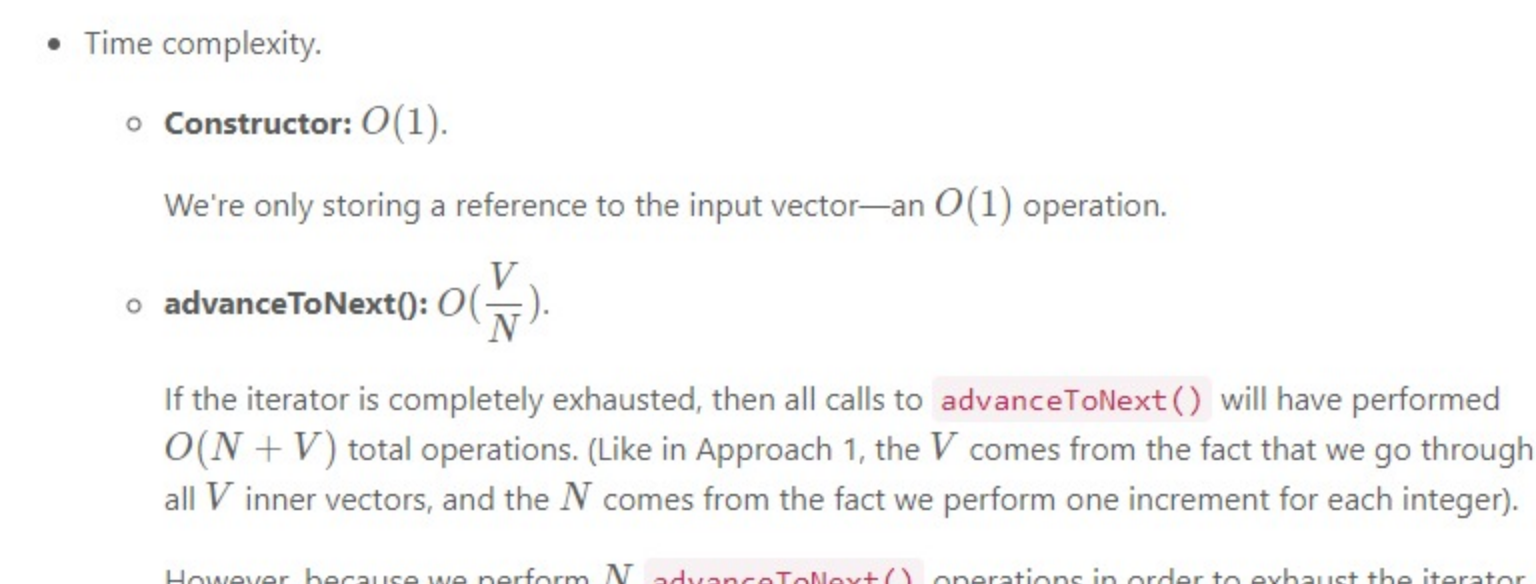 Time complexity.
Constructor: O(1).
We're only storing a reference to the input vector—an O(1) operation.
advanceToNext(): O(V/N).
If the iterator is completely exhausted, then all calls to advanceToNext() will have performed
O(N + V) total operations. (Like in Approach 1, the V comes from the fact that we go through
all V inner vectors, and the N comes from the fact we perform one increment for each integer).
However, because we perform N advanceToNext() operations in order to exhaust the iterator